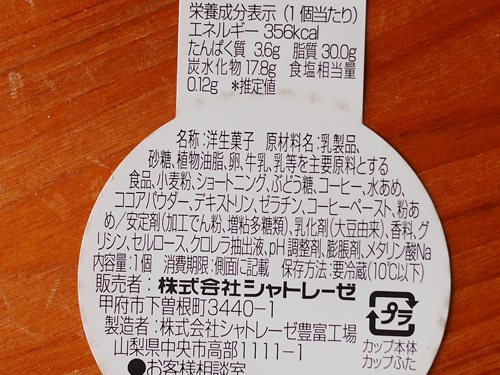 栄養成分表示（1個当たり）
エネルギー 356kcal
たんぱく質 3.6g 脂質 30.0g
炭水化物 17.8g 食塩相当量
0.12g *推定値
名称：洋生菓子 原材料名：乳製品、
砂糖、植物油脂、卵、牛乳、乳等を主要原料とする
食品、小麦粉、ショートニング、ぶどう糖、コーヒー、水あめ、
ココアパウダー、デキストリン、ゼラチン、コーヒーペースト、粉あ
め／安定剤（加工でん粉、増粘多糖類）、乳化剤（大豆由来）、香料、グ
リシン、セルロース、クロレラ抽出液、pH調整剤、膨脹剤、メタリン酸Na
内容量：1個 消費期限：側面に記載 保存方法：要冷蔵（10℃以下）
販売者：株式会社シャトレーゼ
甲府市下曽根町3440-1
製造者：株式会社シャトレーゼ豊富工場
山梨県中央市高部1111-1
●お客様相談室
プラ
カップ本体
カップふた